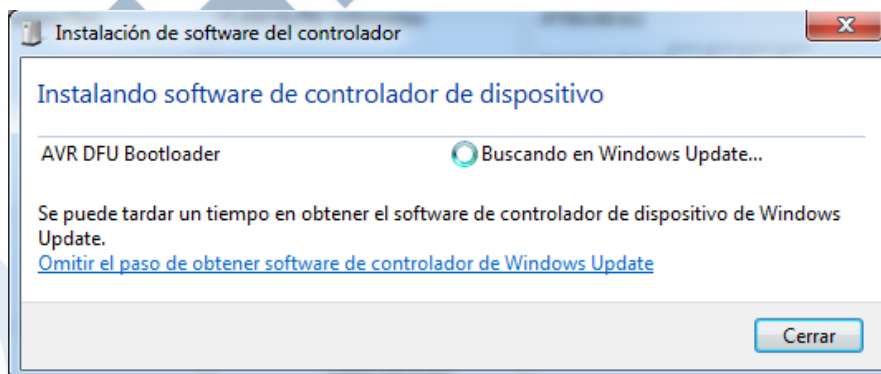 Instalación de software del controlador
Instalando software de controlador de dispositivo
AVR DFU Bootloader Buscando en Windows Update...
Se puede tardar un tiempo en obtener el software de controlador de dispositivo de Windows
Update.
Omitir el paso de obtener software de controlador de Windows Update
Cerrar